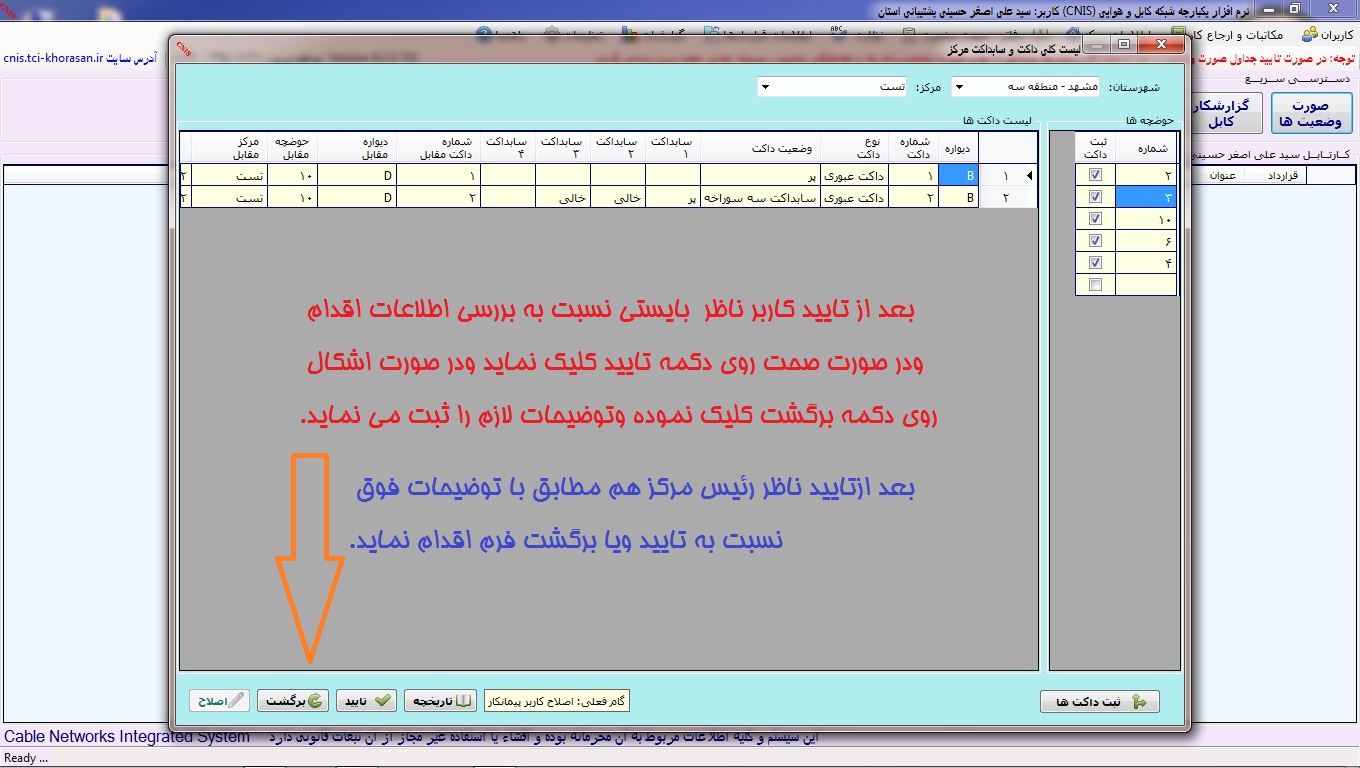 نرم افزار یکپارچه شبکه کابل و هوایی (CNIS) کاربر: سید علی اصغر حسینی پشتیبانی استان
کاربران
مکاتبات و ارجاع کار
توجه: در صورت تایید جداول صورت و
آدرس سایت cnis.tci-khorasan.ir
دسترسی سریع
صورت وضعیت ها
گزارشکار کابل
کارتابل سید علی اصغر حسینی
قرارداد
عنوان
CNIS
لیست کلی داکت و سابداکت مرکز
شهرستان: مشهد - منطقه سه
مرکز: تست
حوضچه ها
شماره ثبت داکت
۲
۳
۱۰
۶
۴
لیست داکت ها
دیواره شماره داکت نوع داکت وضعیت داکت سابداکت ۱ سابداکت ۲ سابداکت ۳ سابداکت ۴ شماره داکت مقابل دیواره مقابل حوضچه مقابل مرکز مقابل
۱ B ۱ داکت عبوری پر ۱ D ۱۰ تست ۲
۲ B ۲ داکت عبوری سابداکت سه سوراخه پر خالی خالی ۲ D ۱۰ تست ۲
بعد از تایید کاربر ناظر بایستی نسبت به بررسی اطلاعات اقدام
ودر صورت صحت روی دکمه تایید کلیک نماید ودر صورت اشکال
روی دکمه برگشت کلیک نموده وتوضیحات لازم را ثبت می نماید.
بعد ازتایید ناظر رئیس مرکز هم مطابق با توضیحات فوق
نسبت به تایید ویا برگشت فرم اقدام نماید.
ثبت داکت ها
گام فعلی: اصلاح کاربر پیمانکار
تاریخچه
تایید
برگشت
اصلاح
این سیستم و کلیه اطلاعات مربوط به آن محرمانه بوده و افشاء یا استفاده غیر مجاز از آن تبعات قانونی دارد
Cable Networks Integrated System
Ready ...